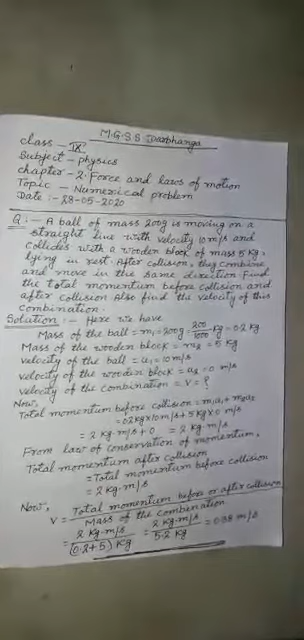 M.G.S.S Darbhanga
class - IX
Subject - physics
chapter - 2. Force and laws of motion
Topic - Numerical problem
Date :- 28-05-2020
Q:- A ball of mass 200g is moving on a
straight line with velocity 10 m/s and
collides with a wooden block of mass 5 kg,
lying in rest. After collision, they combine
and move in the same direction. Find
the total momentum before collision and
after collision. Also find the velocity of this
combination.
Solution :- Here we have
Mass of the ball = m₁ = 200g = 200/1000 kg = 0.2 kg
Mass of the wooden block = m₂ = 5 kg
velocity of the ball = u₁ = 10 m/s
velocity of the wooden block = u₂ = 0 m/s
velocity of the combination = v = ?
Now,
Total momentum before collision = m₁u₁ + m₂u₂
= 0.2 kg x 10 m/s + 5 kg x 0 m/s
= 2 kg·m/s + 0 = 2 kg·m/s
From law of conservation of momentum,
Total momentum after collision
= Total momentum before collision
= 2 kg·m/s
Now, v = Total momentum before or after collision / Mass of the combination
= 2 kg·m/s / (0.2+5) kg = 2 kg·m/s / 5.2 kg = 0.38 m/s